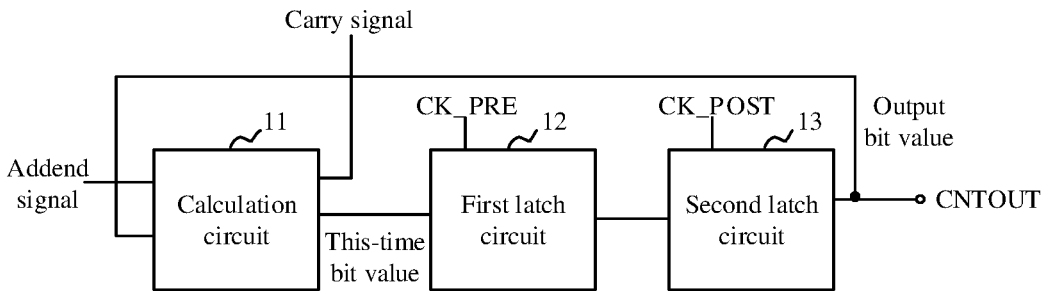 Carry signal
CK_PRE
CK_POST
Output
bit value
11
12
13
Addend
signal
Calculation
circuit
First latch
circuit
Second latch
circuit
CNTOUT
This-time
bit value